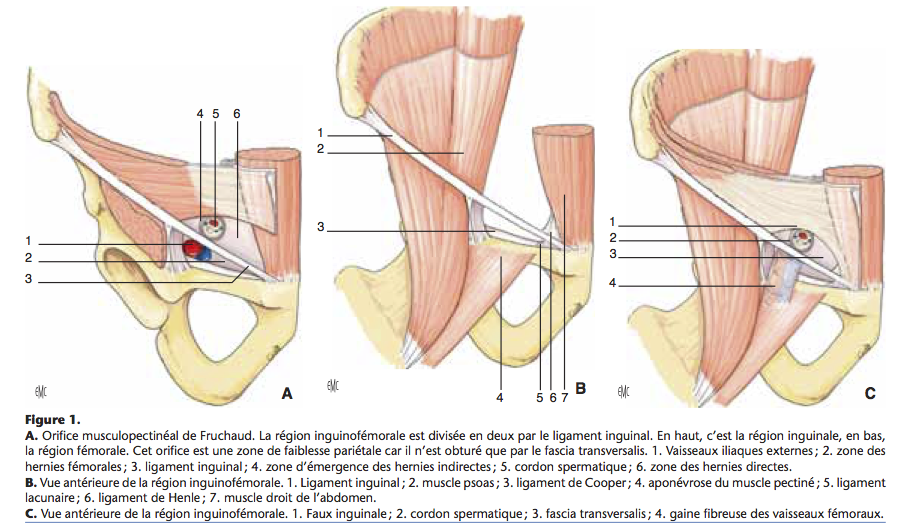 4 5 6
1
2
3
EMC
A
1
2
3
EMC
4
5 6 7
B
1
2
3
4
EMC
C
Figure 1.
A. Orifice musculopectinéal de Fruchaud. La région inguinofémorale est divisée en deux par le ligament inguinal. En haut, c'est la région inguinale, en bas,
la région fémorale. Cet orifice est une zone de faiblesse pariétale car il n'est obturé que par le fascia transversalis. 1. Vaisseaux iliaques externes ; 2. zone des
hernies fémorales ; 3. ligament inguinal ; 4. zone d'émergence des hernies indirectes ; 5. cordon spermatique ; 6. zone des hernies directes.
B. Vue antérieure de la région inguinofémorale. 1. Ligament inguinal ; 2. muscle psoas ; 3. ligament de Cooper ; 4. aponévrose du muscle pectiné ; 5. ligament
lacunaire ; 6. ligament de Henle ; 7. muscle droit de l'abdomen.
C. Vue antérieure de la région inguinofémorale. 1. Faux inguinale ; 2. cordon spermatique ; 3. fascia transversalis ; 4. gaine fibreuse des vaisseaux fémoraux.